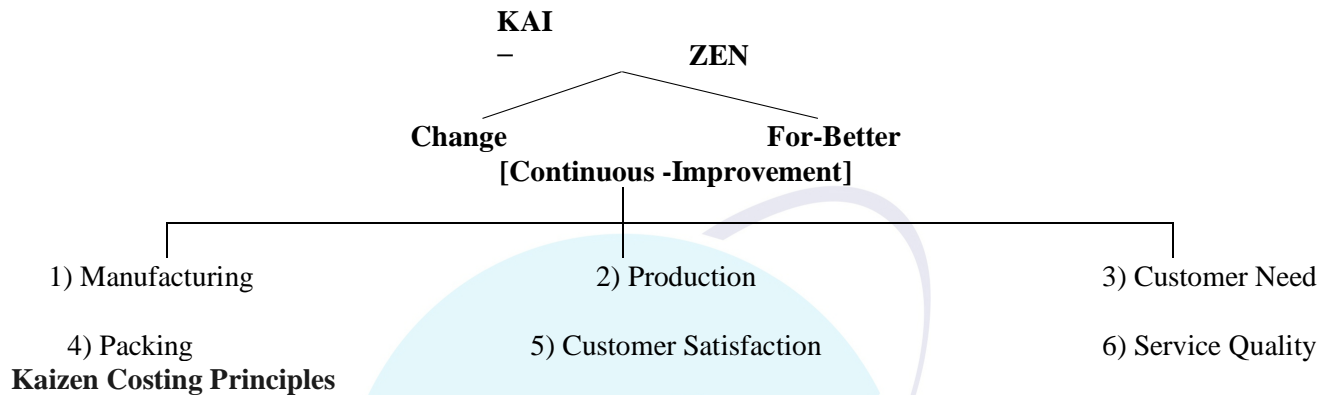 KAI
– ZEN
Change For-Better
[Continuous -Improvement]
1) Manufacturing 2) Production 3) Customer Need
4) Packing 5) Customer Satisfaction 6) Service Quality
Kaizen Costing Principles